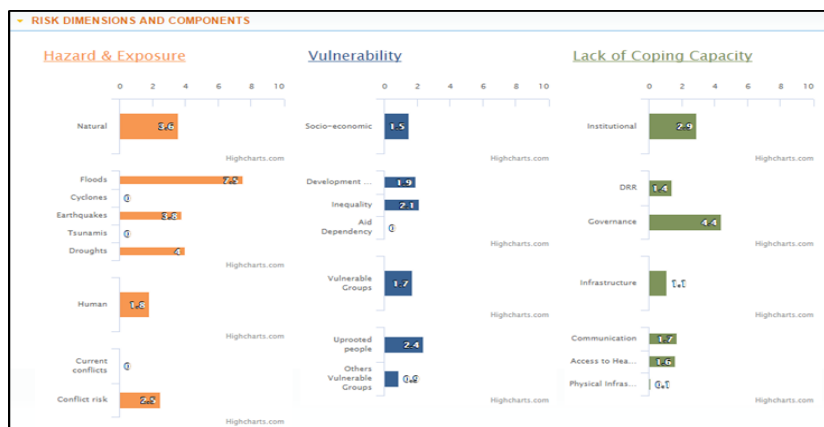 RISK DIMENSIONS AND COMPONENTS
Hazard & Exposure
0 2 4 6 8 10
Natural 3.6
Highcharts.com
Floods 7.5
Cyclones 0
Earthquakes 3.8
Tsunamis 0
Droughts 4
Highcharts.com
Human 1.8
Highcharts.com
Current
conflicts 0
Conflict risk 2.5
Highcharts.com
Vulnerability
0 2 4 6 8 10
Socio-economic 1.5
Highcharts.com
Development ... 1.9
Inequality 2.1
Aid
Dependency 0
Highcharts.com
Vulnerable
Groups 1.7
Highcharts.com
Uprooted
people 2.4
Others
Vulnerable
Groups 0.9
Highcharts.com
Lack of Coping Capacity
0 2 4 6 8 10
Institutional 2.9
Highcharts.com
DRR 1.4
Governance 4.4
Highcharts.com
Infrastructure 1.1
Highcharts.com
Communication 1.7
Access to Hea... 1.6
Physical Infras... 0.1
Highcharts.com